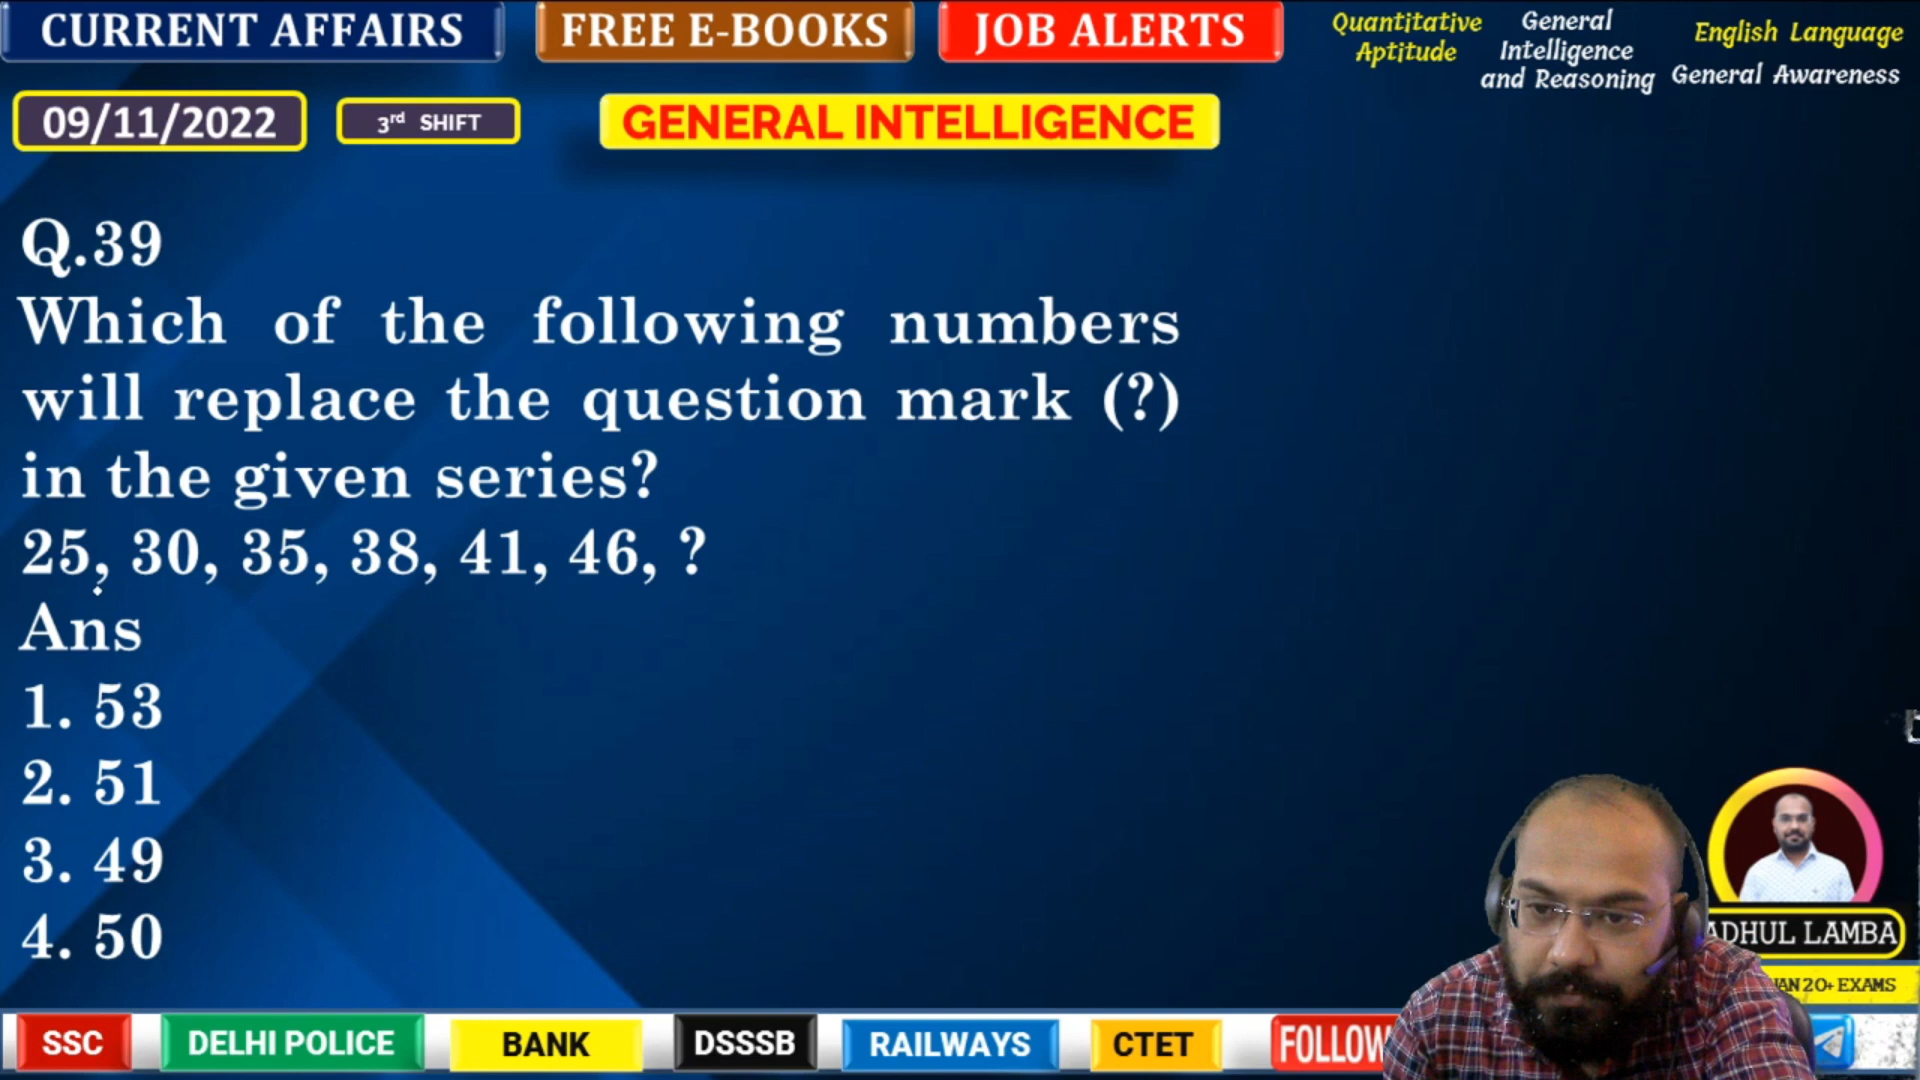 CURRENT AFFAIRS
FREE E-BOOKS
JOB ALERTS
Quantitative
Aptitude
General
Intelligence
and Reasoning
English Language
General Awareness
09/11/2022
3rd SHIFT
GENERAL INTELLIGENCE
Q.39
Which of the following numbers
will replace the question mark (?)
in the given series?
25, 30, 35, 38, 41, 46, ?
Ans
1. 53
2. 51
3. 49
4. 50
ADHUL LAMBA
20+ EXAMS
SSC
DELHI POLICE
BANK
DSSSB
RAILWAYS
CTET
FOLLOW